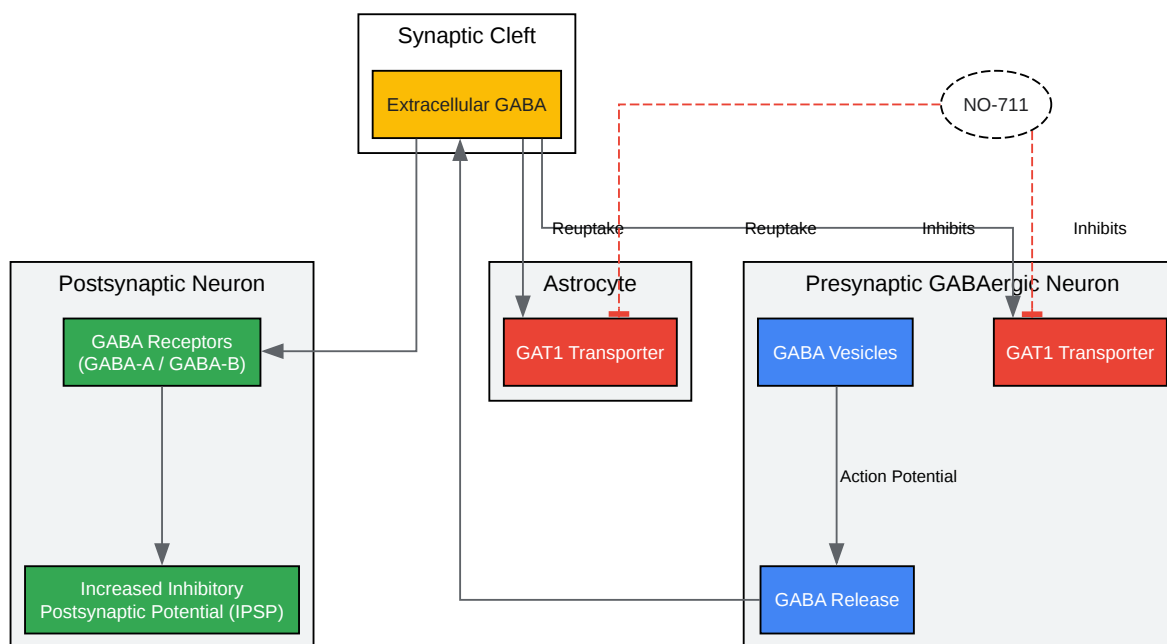 Synaptic Cleft
Extracellular GABA
NO-711
Reuptake
Reuptake
Inhibits
Inhibits
Postsynaptic Neuron
Astrocyte
Presynaptic GABAergic Neuron
GABA Receptors
(GABA-A / GABA-B)
GAT1 Transporter
GABA Vesicles
GAT1 Transporter
Action Potential
Increased Inhibitory
Postsynaptic Potential (IPSP)
GABA Release